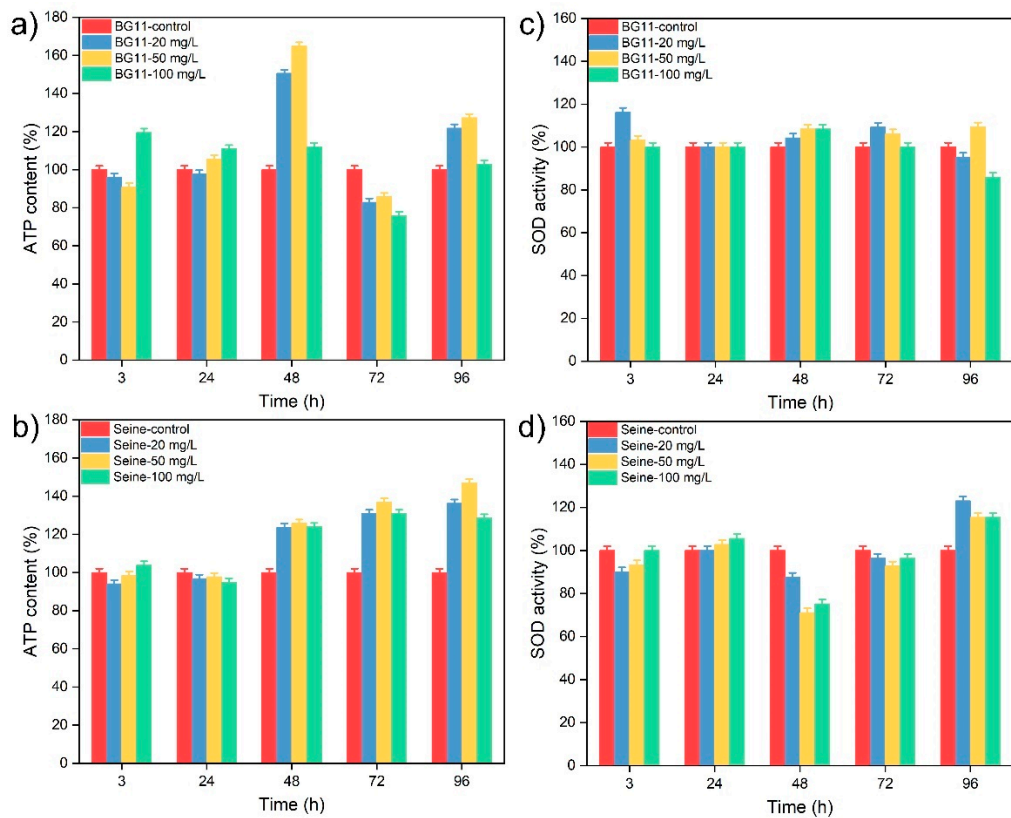 a)
BG11-control
BG11-20 mg/L
BG11-50 mg/L
BG11-100 mg/L
180
160
140
120
100
80
60
40
20
0
ATP content (%)
3 24 48 72 96
Time (h)
c)
BG11-control
BG11-20 mg/L
BG11-50 mg/L
BG11-100 mg/L
160
140
120
100
80
60
40
20
0
SOD activity (%)
3 24 48 72 96
Time (h)
b)
Seine-control
Seine-20 mg/L
Seine-50 mg/L
Seine-100 mg/L
180
160
140
120
100
80
60
40
20
0
ATP content (%)
3 24 48 72 96
Time (h)
d)
Seine-control
Seine-20 mg/L
Seine-50 mg/L
Seine-100 mg/L
160
140
120
100
80
60
40
20
0
SOD activity (%)
3 24 48 72 96
Time (h)